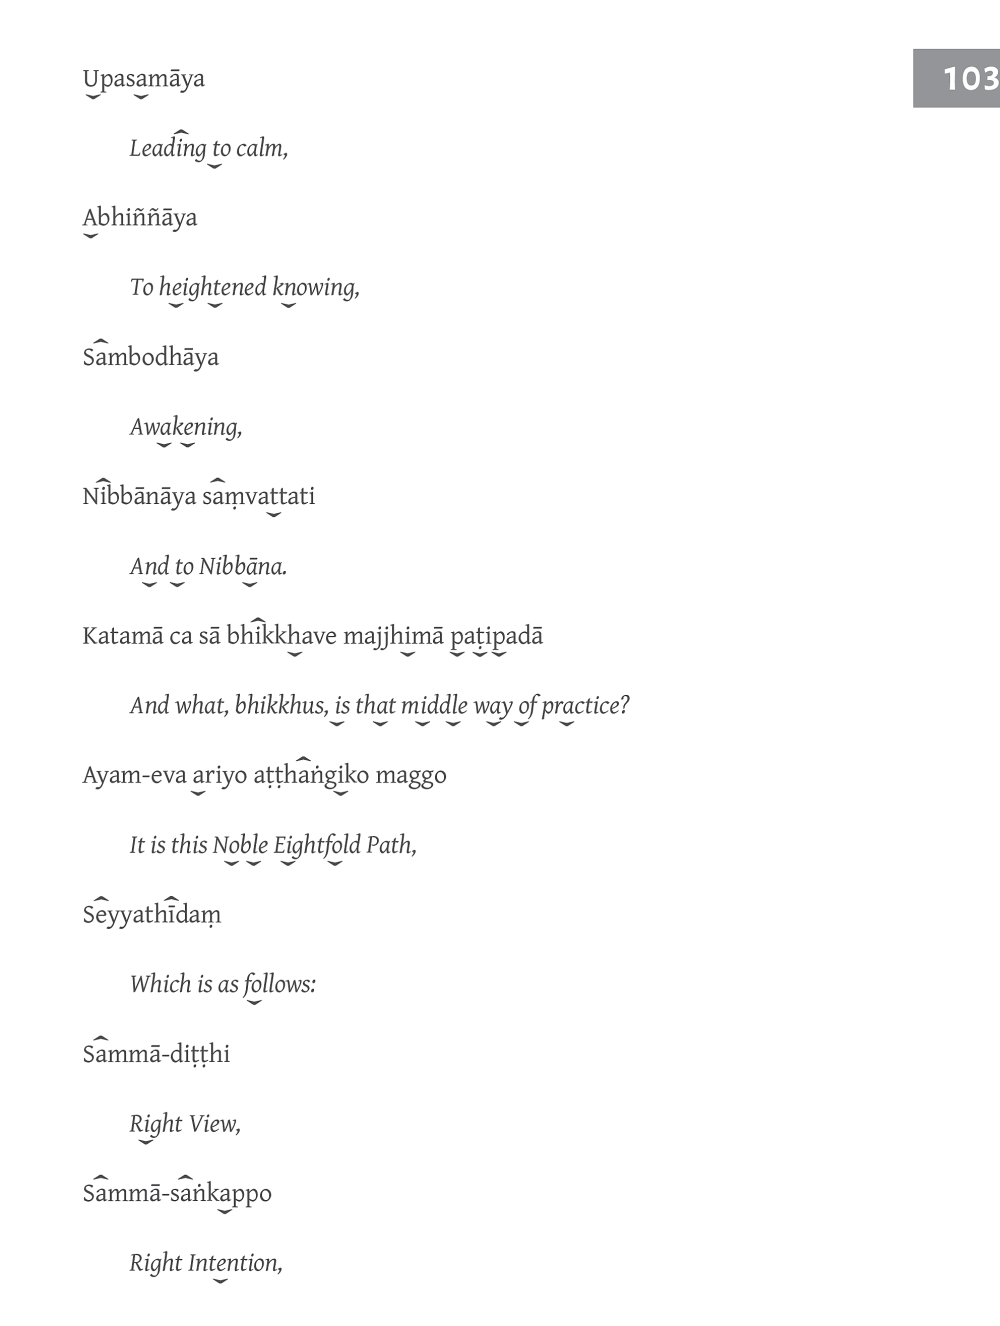 103
Upasamāya
Leading to calm,
Abhiññāya
To heightened knowing,
Sambodhāya
Awakening,
Nibbānāya saṃvattati
And to Nibbāna.
Katamā ca sā bhikkhave majjhimā paṭipadā
And what, bhikkhus, is that middle way of practice?
Ayam-eva ariyo aṭṭhaṅgiko maggo
It is this Noble Eightfold Path,
Seyyathīdaṃ
Which is as follows:
Sammā-diṭṭhi
Right View,
Sammā-saṅkappo
Right Intention,